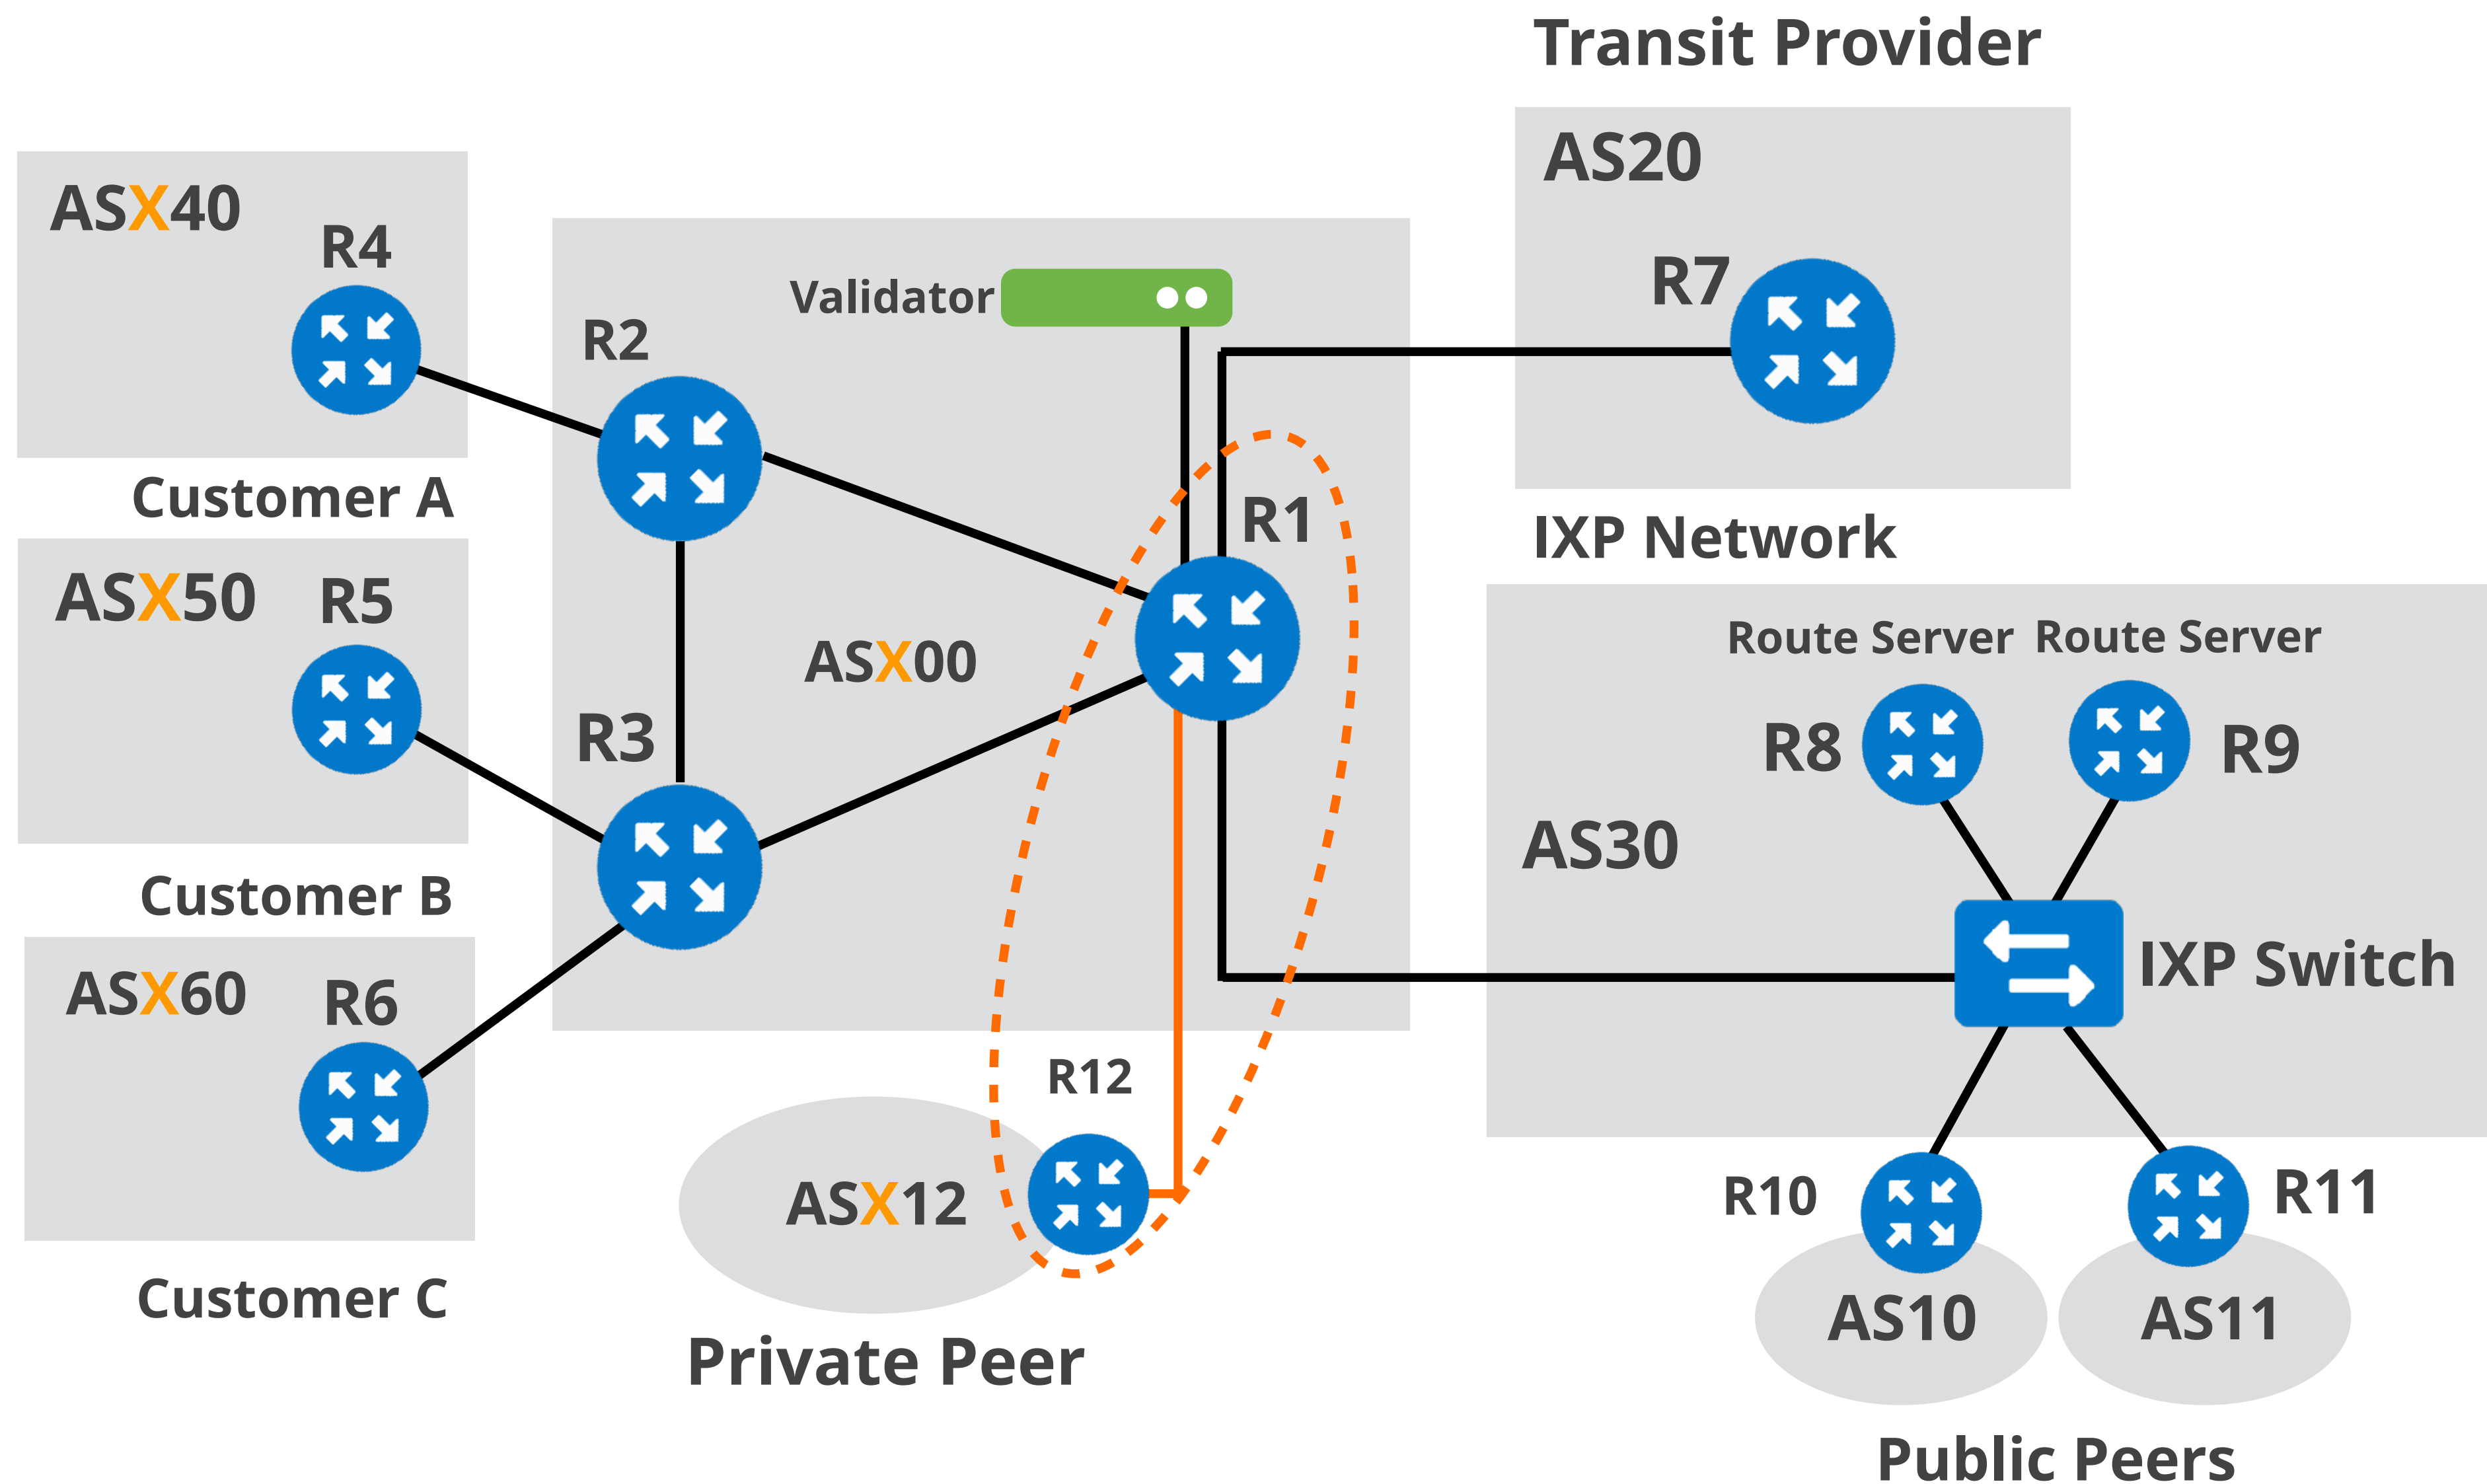 Transit Provider
AS20
R7
ASX40
R4
Customer A
ASX50
R5
Customer B
ASX60
R6
Customer C
Validator
R2
R1
ASX00
R3
IXP Network
Route Server
Route Server
R8
R9
AS30
IXP Switch
R12
ASX12
Private Peer
R10
R11
AS10
AS11
Public Peers